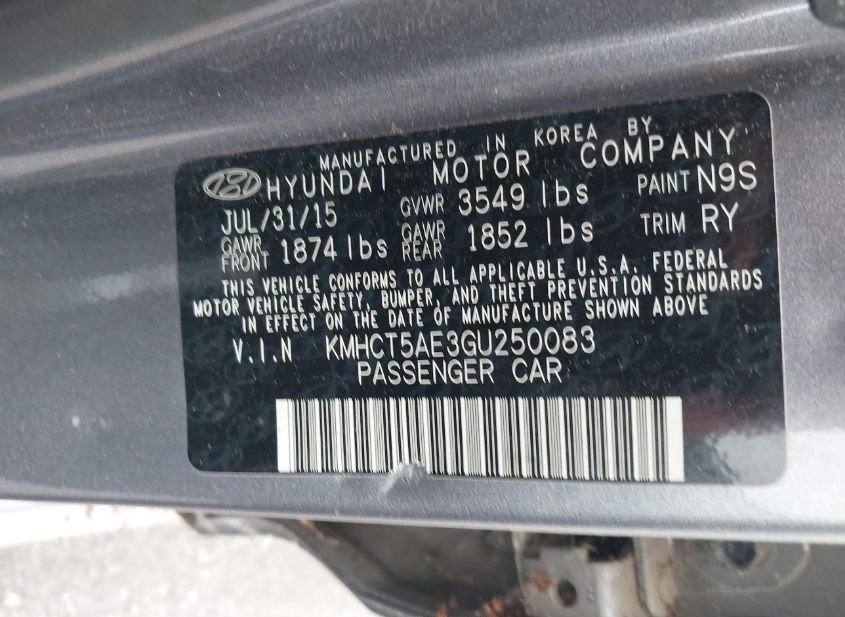 MANUFACTURED IN KOREA BY
HYUNDAI MOTOR COMPANY
JUL/31/15 GVWR 3549 lbs PAINT N9S
GAWR FRONT 1874 lbs GAWR REAR 1852 lbs TRIM RY
THIS VEHICLE CONFORMS TO ALL APPLICABLE U.S.A. FEDERAL
MOTOR VEHICLE SAFETY, BUMPER, AND THEFT PREVENTION STANDARDS
IN EFFECT ON THE DATE OF MANUFACTURE SHOWN ABOVE
V.I.N KMHCT5AE3GU250083
PASSENGER CAR